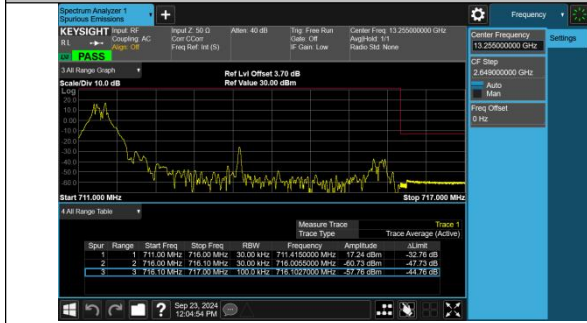 Spectrum Analyzer 1
Spurious Emissions
+
Frequency
KEYSIGHT
Input: RF
Coupling: AC
Align: Off
Input Z: 50 Ω
Corr CCorr
Freq Ref: Int (S)
Atten: 40 dB
Trig: Free Run
Gate: Off
IF Gain: Low
Center Freq: 13.255000000 GHz
Avg|Hold: 1/1
Radio Std: None
R L
PASS
Center Frequency
13.255000000 GHz
Settings
CF Step
2.649000000 GHz
Auto
Man
Freq Offset
0 Hz
3 All Range Graph
Scale/Div 10.0 dB
Ref Lvl Offset 3.70 dB
Ref Value 30.00 dBm
Log
20.0
10.0
0.00
-10.0
-20.0
-30.0
-40.0
-50.0
-60.0
Start 711.000 MHz
Stop 717.000 MHz
4 All Range Table
Measure Trace Trace 1
Trace Type Trace Average (Active)
Spur Range Start Freq Stop Freq RBW Frequency Amplitude ΔLimit
1 1 711.00 MHz 716.00 MHz 30.00 kHz 711.4150000 MHz 17.24 dBm -32.76 dB
2 2 716.00 MHz 716.10 MHz 30.00 kHz 716.0055000 MHz -60.73 dBm -47.73 dB
3 3 716.10 MHz 717.00 MHz 100.0 kHz 716.1027000 MHz -57.76 dBm -44.76 dB
?
Sep 23, 2024
12:04:54 PM